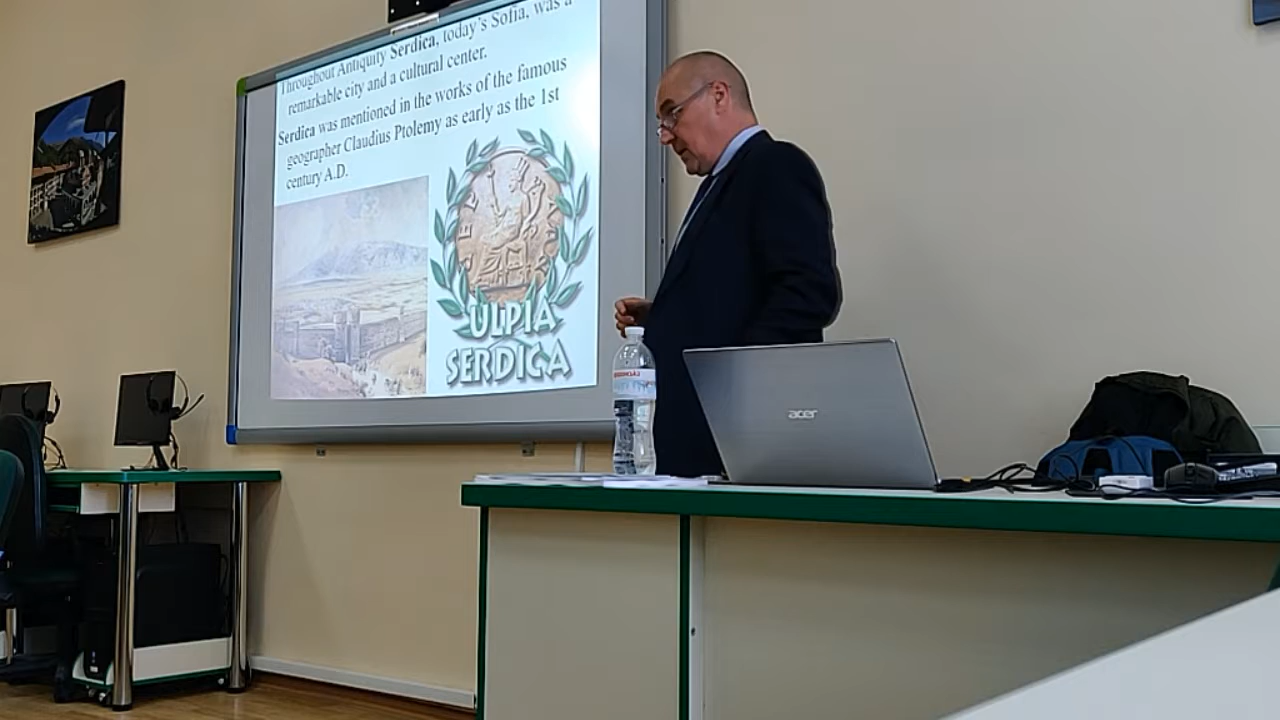 Throughout Antiquity Serdica, today's Sofia, was a
remarkable city and a cultural center.
Serdica was mentioned in the works of the famous
geographer Claudius Ptolemy as early as the 1st
century A.D.
ULPIA
SERDICA
acer